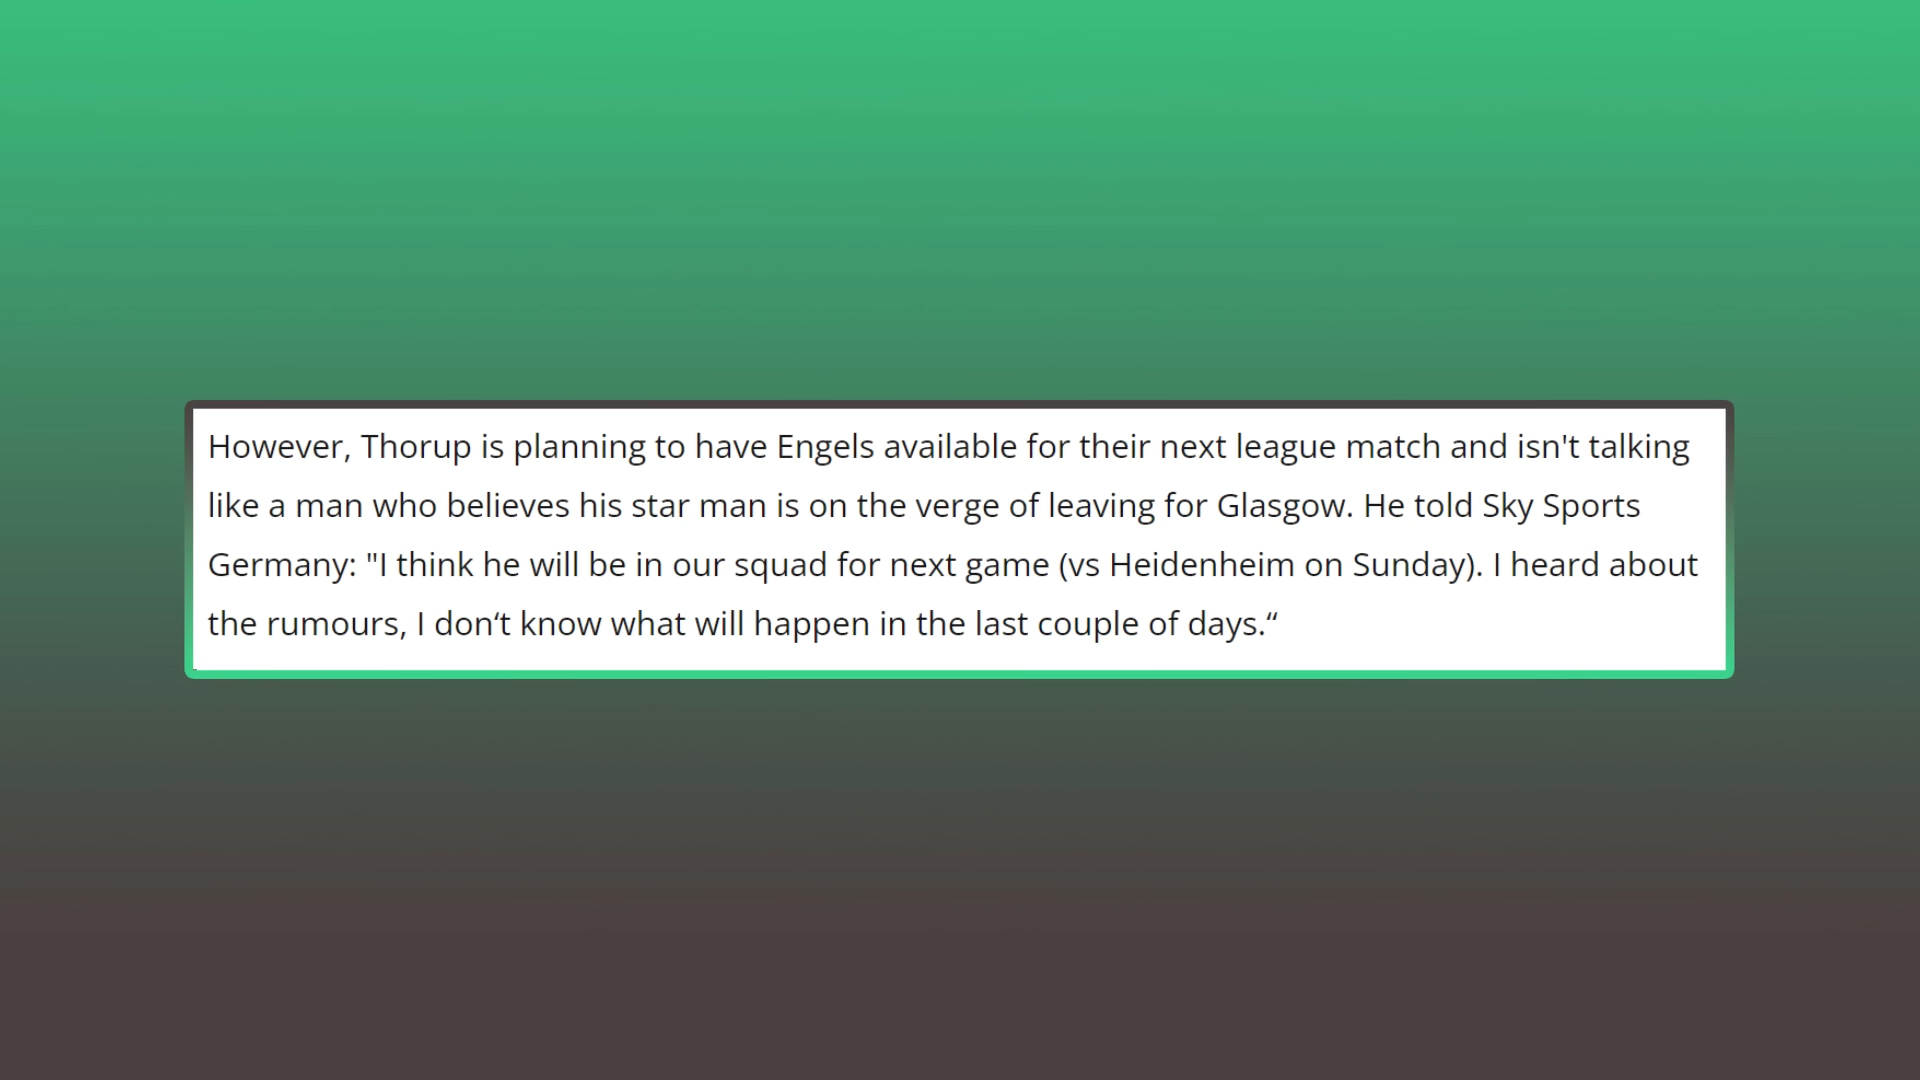 However, Thorup is planning to have Engels available for their next league match and isn't talking
like a man who believes his star man is on the verge of leaving for Glasgow. He told Sky Sports
Germany: "I think he will be in our squad for next game (vs Heidenheim on Sunday). I heard about
the rumours, I don‘t know what will happen in the last couple of days.“